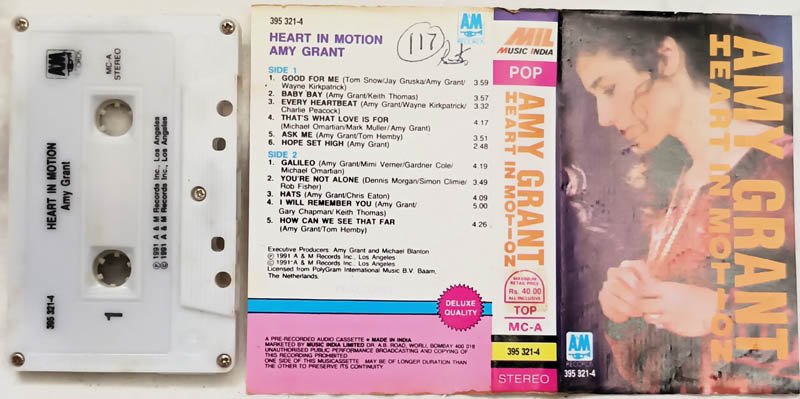 A&M
RECORDS
MC-A
STEREO
HEART IN MOTION
Amy Grant
℗ 1991 A & M Records Inc., Los Angeles
© 1991 A & M Records Inc., Los Angeles
395 321-4
1
395 321-4
A&M
RECORDS
HEART IN MOTION
AMY GRANT
117
SIDE 1
1. GOOD FOR ME (Tom Snow/Jay Gruska/Amy Grant/
Wayne Kirkpatrick) 3.59
2. BABY BAY (Amy Grant/Keith Thomas) 3.57
3. EVERY HEARTBEAT (Amy Grant/Wayne Kirkpatrick/ 3.32
Charlie Peacock)
4. THAT'S WHAT LOVE IS FOR 4.17
(Michael Omartian/Mark Muller/Amy Grant)
5. ASK ME (Amy Grant/Tom Hemby) 3.51
6. HOPE SET HIGH (Amy Grant) 2.48
SIDE 2
1. GALILEO (Amy Grant/Mimi Verner/Gardner Cole/ 4.19
Michael Omartian)
2. YOU'RE NOT ALONE (Dennis Morgan/Simon Climie/ 3.49
Rob Fisher)
3. HATS (Amy Grant/Chris Eaton) 4.09
4. I WILL REMEMBER YOU (Amy Grant/ 5.00
Gary Chapman/ Keith Thomas)
5. HOW CAN WE SEE THAT FAR 4.26
(Amy Grant/Tom Hemby)
Executive Producers: Amy Grant and Michael Blanton
℗ 1991 A & M Records Inc., Los Angeles
© 1991 A & M Records Inc., Los Angeles
Licensed from PolyGram International Music B.V. Baarn,
The Netherlands.
DELUXE
QUALITY
A PRE-RECORDED AUDIO CASSETTE • MADE IN INDIA
MARKETED BY MUSIC INDIA LIMITED DR. A.B. ROAD, WORLI, BOMBAY 400 018
UNAUTHORISED PUBLIC PERFORMANCE BROADCASTING AND COPYING OF
THIS RECORDING PROHIBITED
ONE SIDE OF THIS MUSICASSETTE MAY BE OF LONGER DURATION THAN
THE OTHER TO PRESERVE ITS CONTINUITY.
MIL
MUSIC INDIA
POP
AMY GRANT
HEART IN MOTION
MAXIMUM
RETAIL PRICE
Rs. 40.00
ALL INCLUSIVE
TOP
MC-A
395 321-4
STEREO
AMY GRANT
HEART IN MOTION
A&M
RECORDS
395 321-4